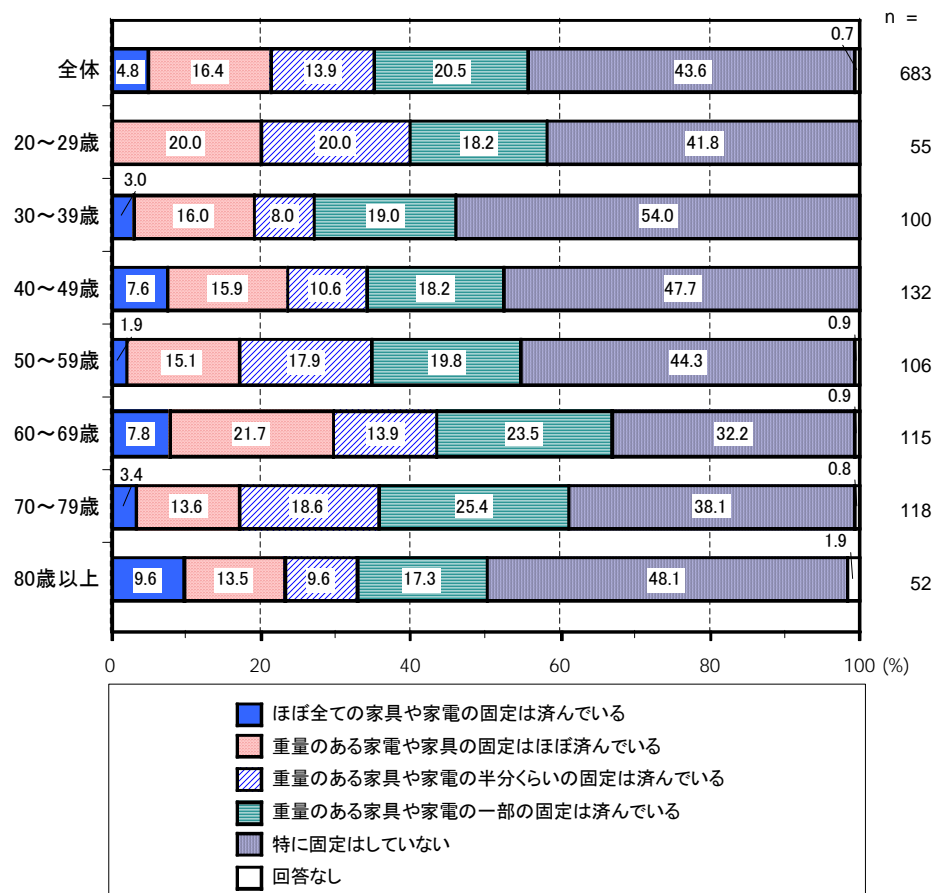 n =
0.7
全体 4.8 16.4 13.9 20.5 43.6 683
20～29歳 20.0 20.0 18.2 41.8 55
3.0
30～39歳 16.0 8.0 19.0 54.0 100
40～49歳 7.6 15.9 10.6 18.2 47.7 132
1.9 0.9
50～59歳 15.1 17.9 19.8 44.3 106
0.9
60～69歳 7.8 21.7 13.9 23.5 32.2 115
3.4 0.8
70～79歳 13.6 18.6 25.4 38.1 118
1.9
80歳以上 9.6 13.5 9.6 17.3 48.1 52
0 20 40 60 80 100 (%)
ほぼ全ての家具や家電の固定は済んでいる
重量のある家電や家具の固定はほぼ済んでいる
重量のある家具や家電の半分くらいの固定は済んでいる
重量のある家具や家電の一部の固定は済んでいる
特に固定はしていない
回答なし